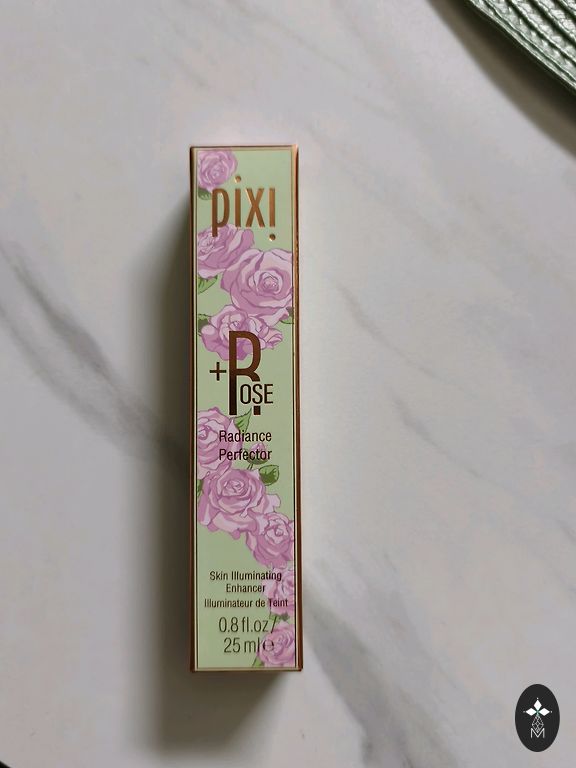 pixi
+ROSE
Radiance
Perfector
Skin Illuminating
Enhancer
Illuminateur de Teint
0.8 fl.oz/
25 ml ℮
M